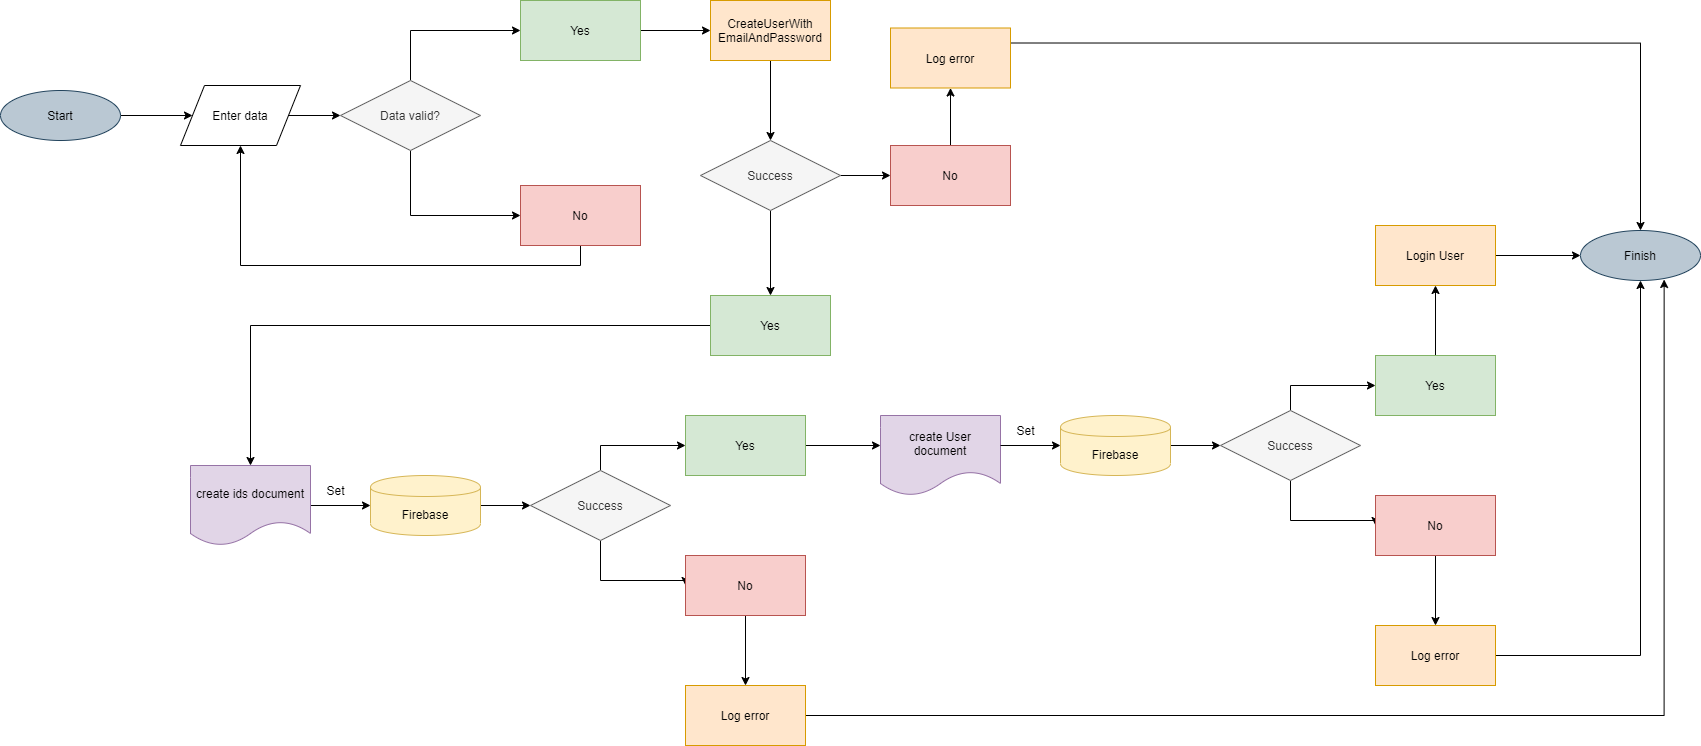 Yes
CreateUserWith
EmailAndPassword
Log error
Start
Enter data
Data valid?
Success
No
No
Login User
Finish
Yes
Yes
Yes
create User
document
Set
Firebase
Success
create ids document
Set
Firebase
Success
No
No
Log error
Log error